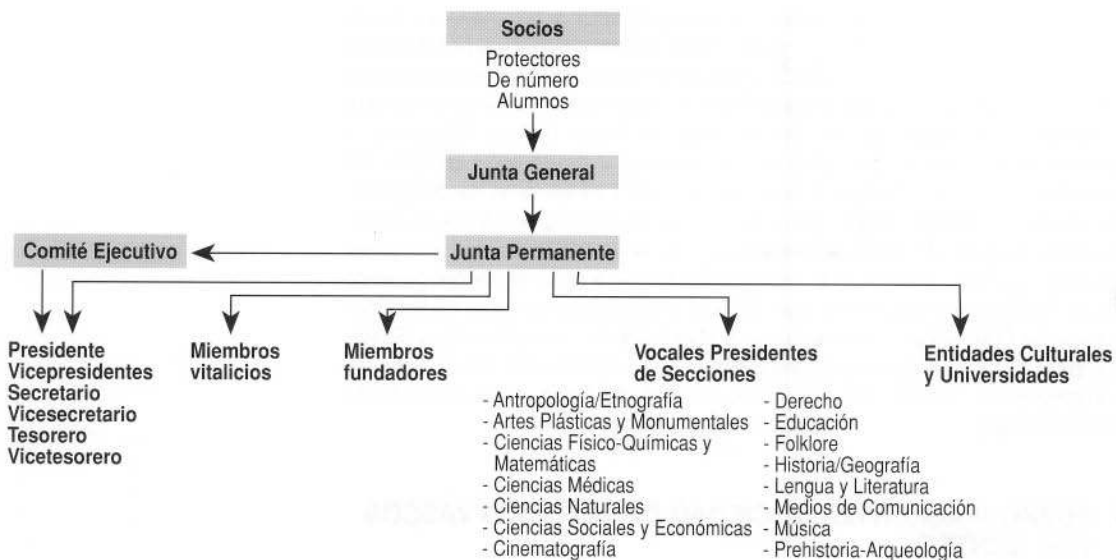 Socios
Protectores
De número
Alumnos
Junta General
Comité Ejecutivo
Junta Permanente
Presidente
Vicepresidentes
Secretario
Vicesecretario
Tesorero
Vicetesorero
Miembros
vitalicios
Miembros
fundadores
Vocales Presidentes
de Secciones
- Antropología/Etnografía
- Artes Plásticas y Monumentales
- Ciencias Físico-Químicas y
Matemáticas
- Ciencias Médicas
- Ciencias Naturales
- Ciencias Sociales y Económicas
- Cinematografía
- Derecho
- Educación
- Folklore
- Historia/Geografía
- Lengua y Literatura
- Medios de Comunicación
- Música
- Prehistoria-Arqueología
Entidades Culturales
y Universidades